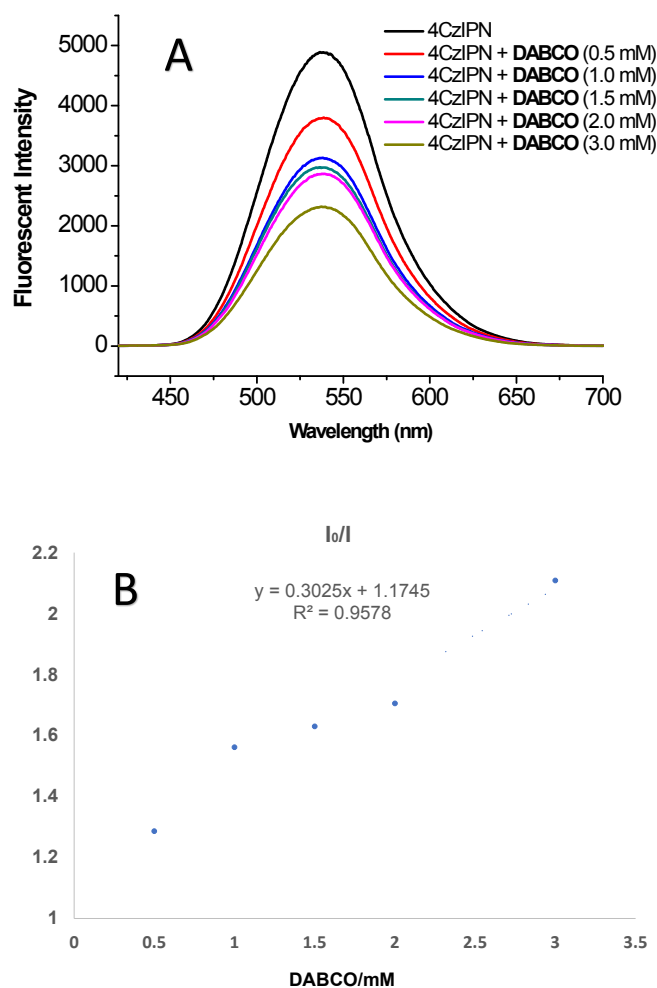 A
4CzIPN
4CzIPN + DABCO (0.5 mM)
4CzIPN + DABCO (1.0 mM)
4CzIPN + DABCO (1.5 mM)
4CzIPN + DABCO (2.0 mM)
4CzIPN + DABCO (3.0 mM)
Fluorescent Intensity
5000
4000
3000
2000
1000
0
450 500 550 600 650 700
Wavelength (nm)
I₀/I
B
y = 0.3025x + 1.1745
R² = 0.9578
2.2
2
1.8
1.6
1.4
1.2
1
0 0.5 1 1.5 2 2.5 3 3.5
DABCO/mM